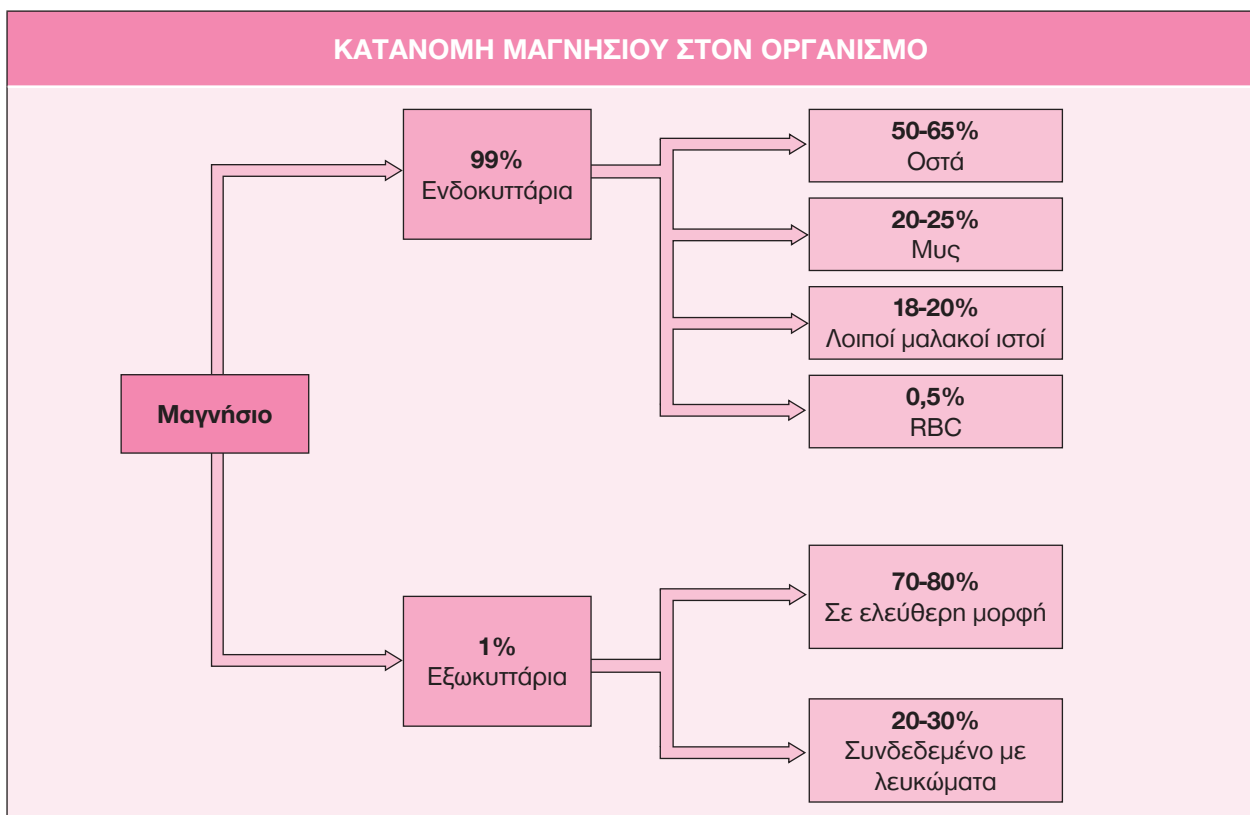 ΚΑΤΑΝΟΜΗ ΜΑΓΝΗΣΙΟΥ ΣΤΟΝ ΟΡΓΑΝΙΣΜΟ
Μαγνήσιο
99%
Ενδοκυττάρια
50-65%
Οστά
20-25%
Μυς
18-20%
Λοιποί μαλακοί ιστοί
0,5%
RBC
1%
Εξωκυττάρια
70-80%
Σε ελεύθερη μορφή
20-30%
Συνδεδεμένο με
λευκώματα